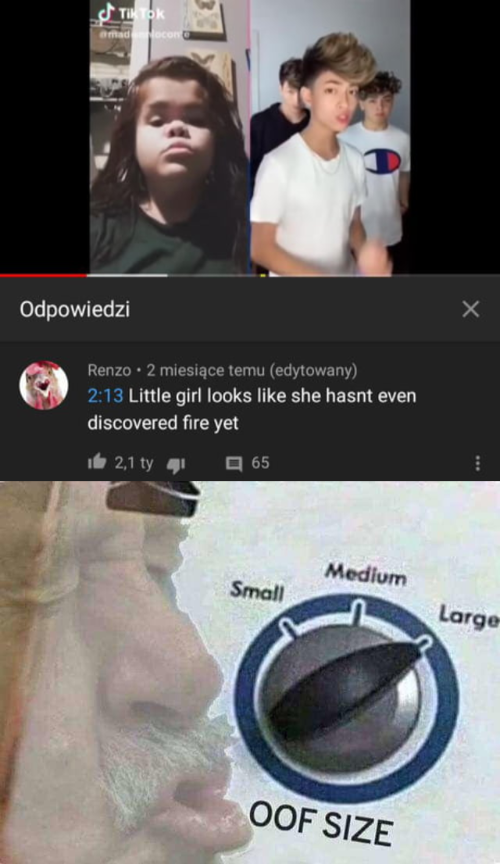 TikTok
Odpowiedzi
Renzo • 2 miesiące temu (edytowany)
2:13 Little girl looks like she hasnt even
discovered fire yet
2,1 ty 65
Small
Medium
Large
OOF SIZE